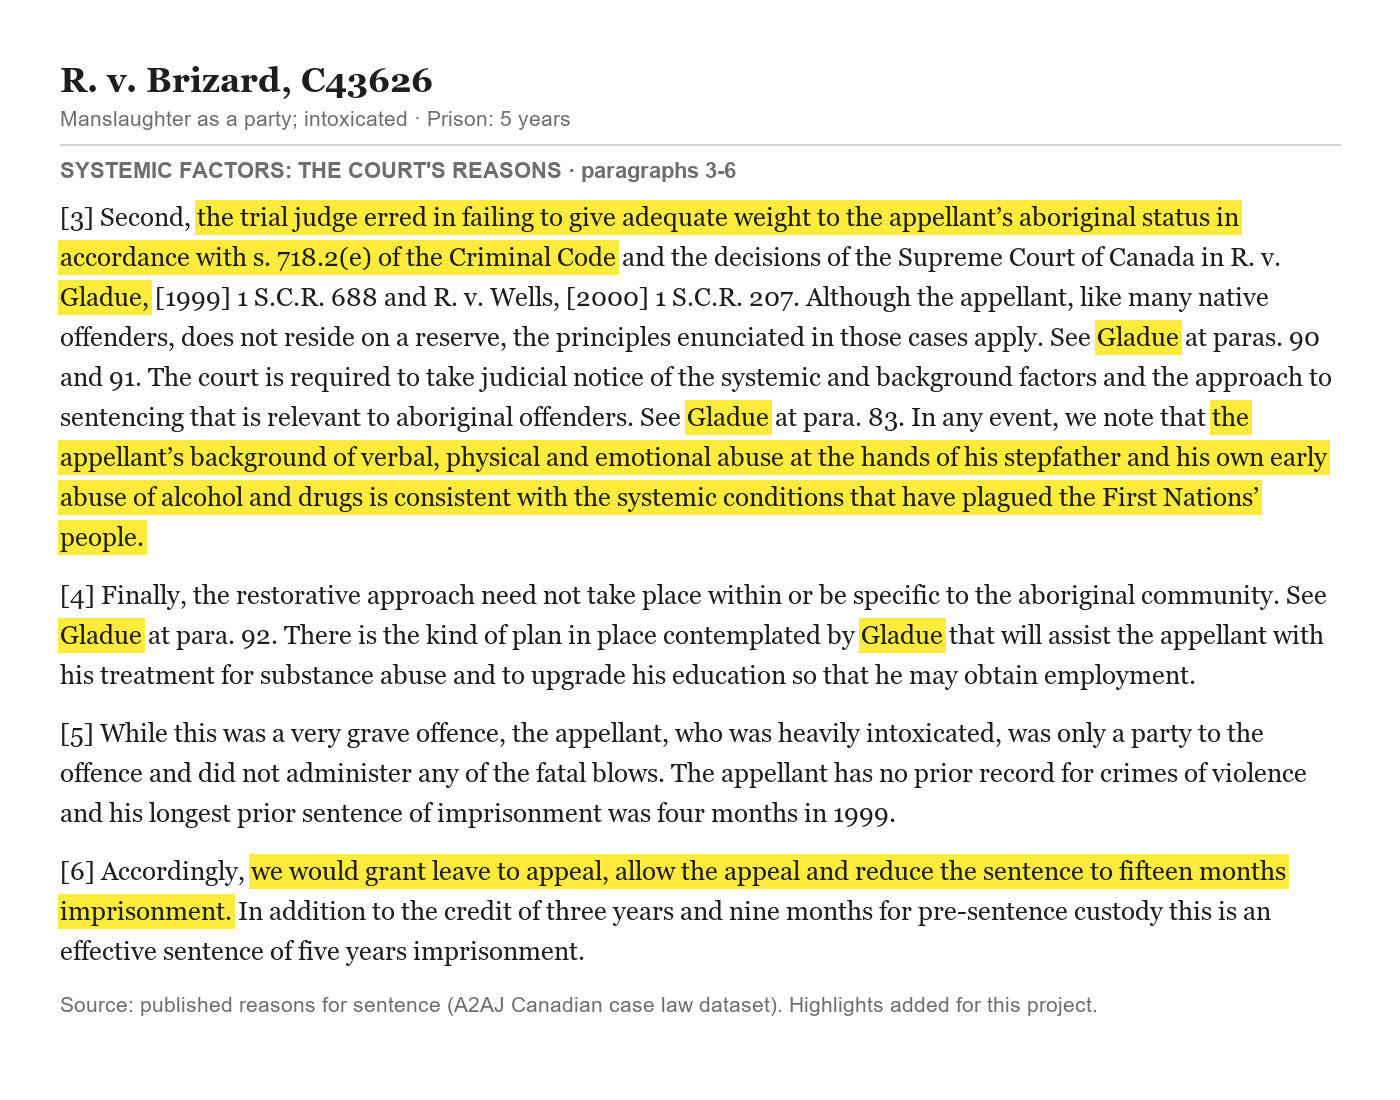 R. v. Brizard, C43626
Manslaughter as a party; intoxicated · Prison: 5 years
SYSTEMIC FACTORS: THE COURT'S REASONS · paragraphs 3-6
[3] Second, the trial judge erred in failing to give adequate weight to the appellant’s aboriginal status in
accordance with s. 718.2(e) of the Criminal Code and the decisions of the Supreme Court of Canada in R. v.
Gladue, [1999] 1 S.C.R. 688 and R. v. Wells, [2000] 1 S.C.R. 207. Although the appellant, like many native
offenders, does not reside on a reserve, the principles enunciated in those cases apply. See Gladue at paras. 90
and 91. The court is required to take judicial notice of the systemic and background factors and the approach to
sentencing that is relevant to aboriginal offenders. See Gladue at para. 83. In any event, we note that the
appellant’s background of verbal, physical and emotional abuse at the hands of his stepfather and his own early
abuse of alcohol and drugs is consistent with the systemic conditions that have plagued the First Nations’
people.
[4] Finally, the restorative approach need not take place within or be specific to the aboriginal community. See
Gladue at para. 92. There is the kind of plan in place contemplated by Gladue that will assist the appellant with
his treatment for substance abuse and to upgrade his education so that he may obtain employment.
[5] While this was a very grave offence, the appellant, who was heavily intoxicated, was only a party to the
offence and did not administer any of the fatal blows. The appellant has no prior record for crimes of violence
and his longest prior sentence of imprisonment was four months in 1999.
[6] Accordingly, we would grant leave to appeal, allow the appeal and reduce the sentence to fifteen months
imprisonment. In addition to the credit of three years and nine months for pre-sentence custody this is an
effective sentence of five years imprisonment.
Source: published reasons for sentence (A2AJ Canadian case law dataset). Highlights added for this project.